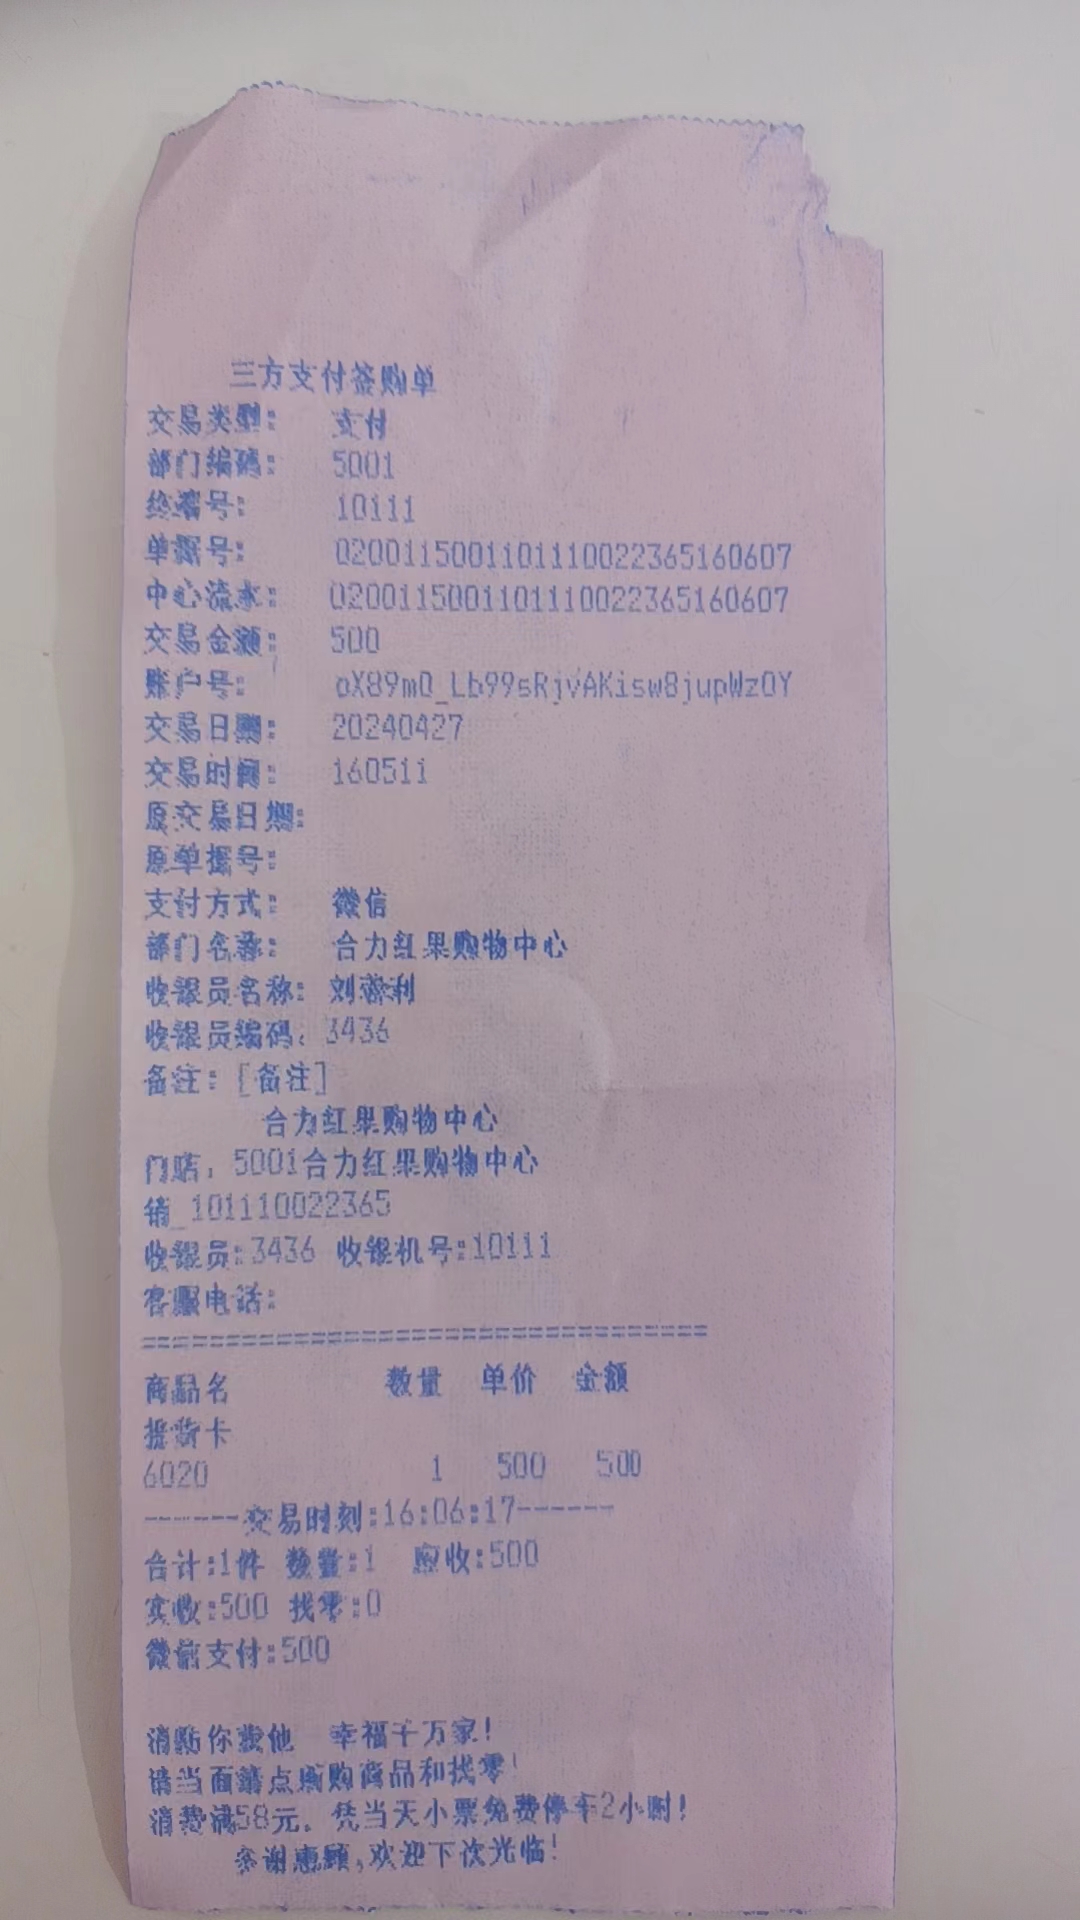 三方支付签购单
交易类型: 支付
部门编码: 5001
终端号: 10111
单据号: 020011500110111100223651 60607
中心流水: 02001150011011110022365160607
交易金额: 500
账户号: oX89mO_Lb99sRjvAKisw8jupWzOY
交易日期: 20240427
交易时间: 160511
原交易日期:
原单据号:
支付方式: 微信
部门名称: 合力红果购物中心
收银员名称: 刘蓉利
收银员编码: 3436
备注: [备注]
合力红果购物中心
门店: 5001合力红果购物中心
销_101110022365
收银员:3436 收银机号:10111
客服电话:
==================================
商品名 数量 单价 金额
提货卡
6020 1 500 500
------交易时刻:16:06:17------
合计:1件 数量:1 应收:500
实收:500 找零:0
微信支付:500
消防你我他 幸福千万家!
请当面清点所购商品和找零!
消费满58元, 凭当天小票免费停车2小时!
多谢惠顾,欢迎下次光临!